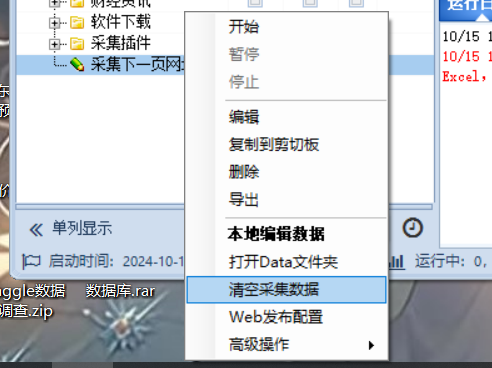 财经资讯
软件下载
采集插件
采集下一页网
开始
暂停
停止
编辑
复制到剪切板
删除
导出
本地编辑数据
打开Data文件夹
清空采集数据
Web发布配置
高级操作
运行日
10/15 1
10/15 1
Excel,
单列显示
启动时间: 2024-10-1
运行中: 0,
aggle数据
调查.zip
数据库.rar